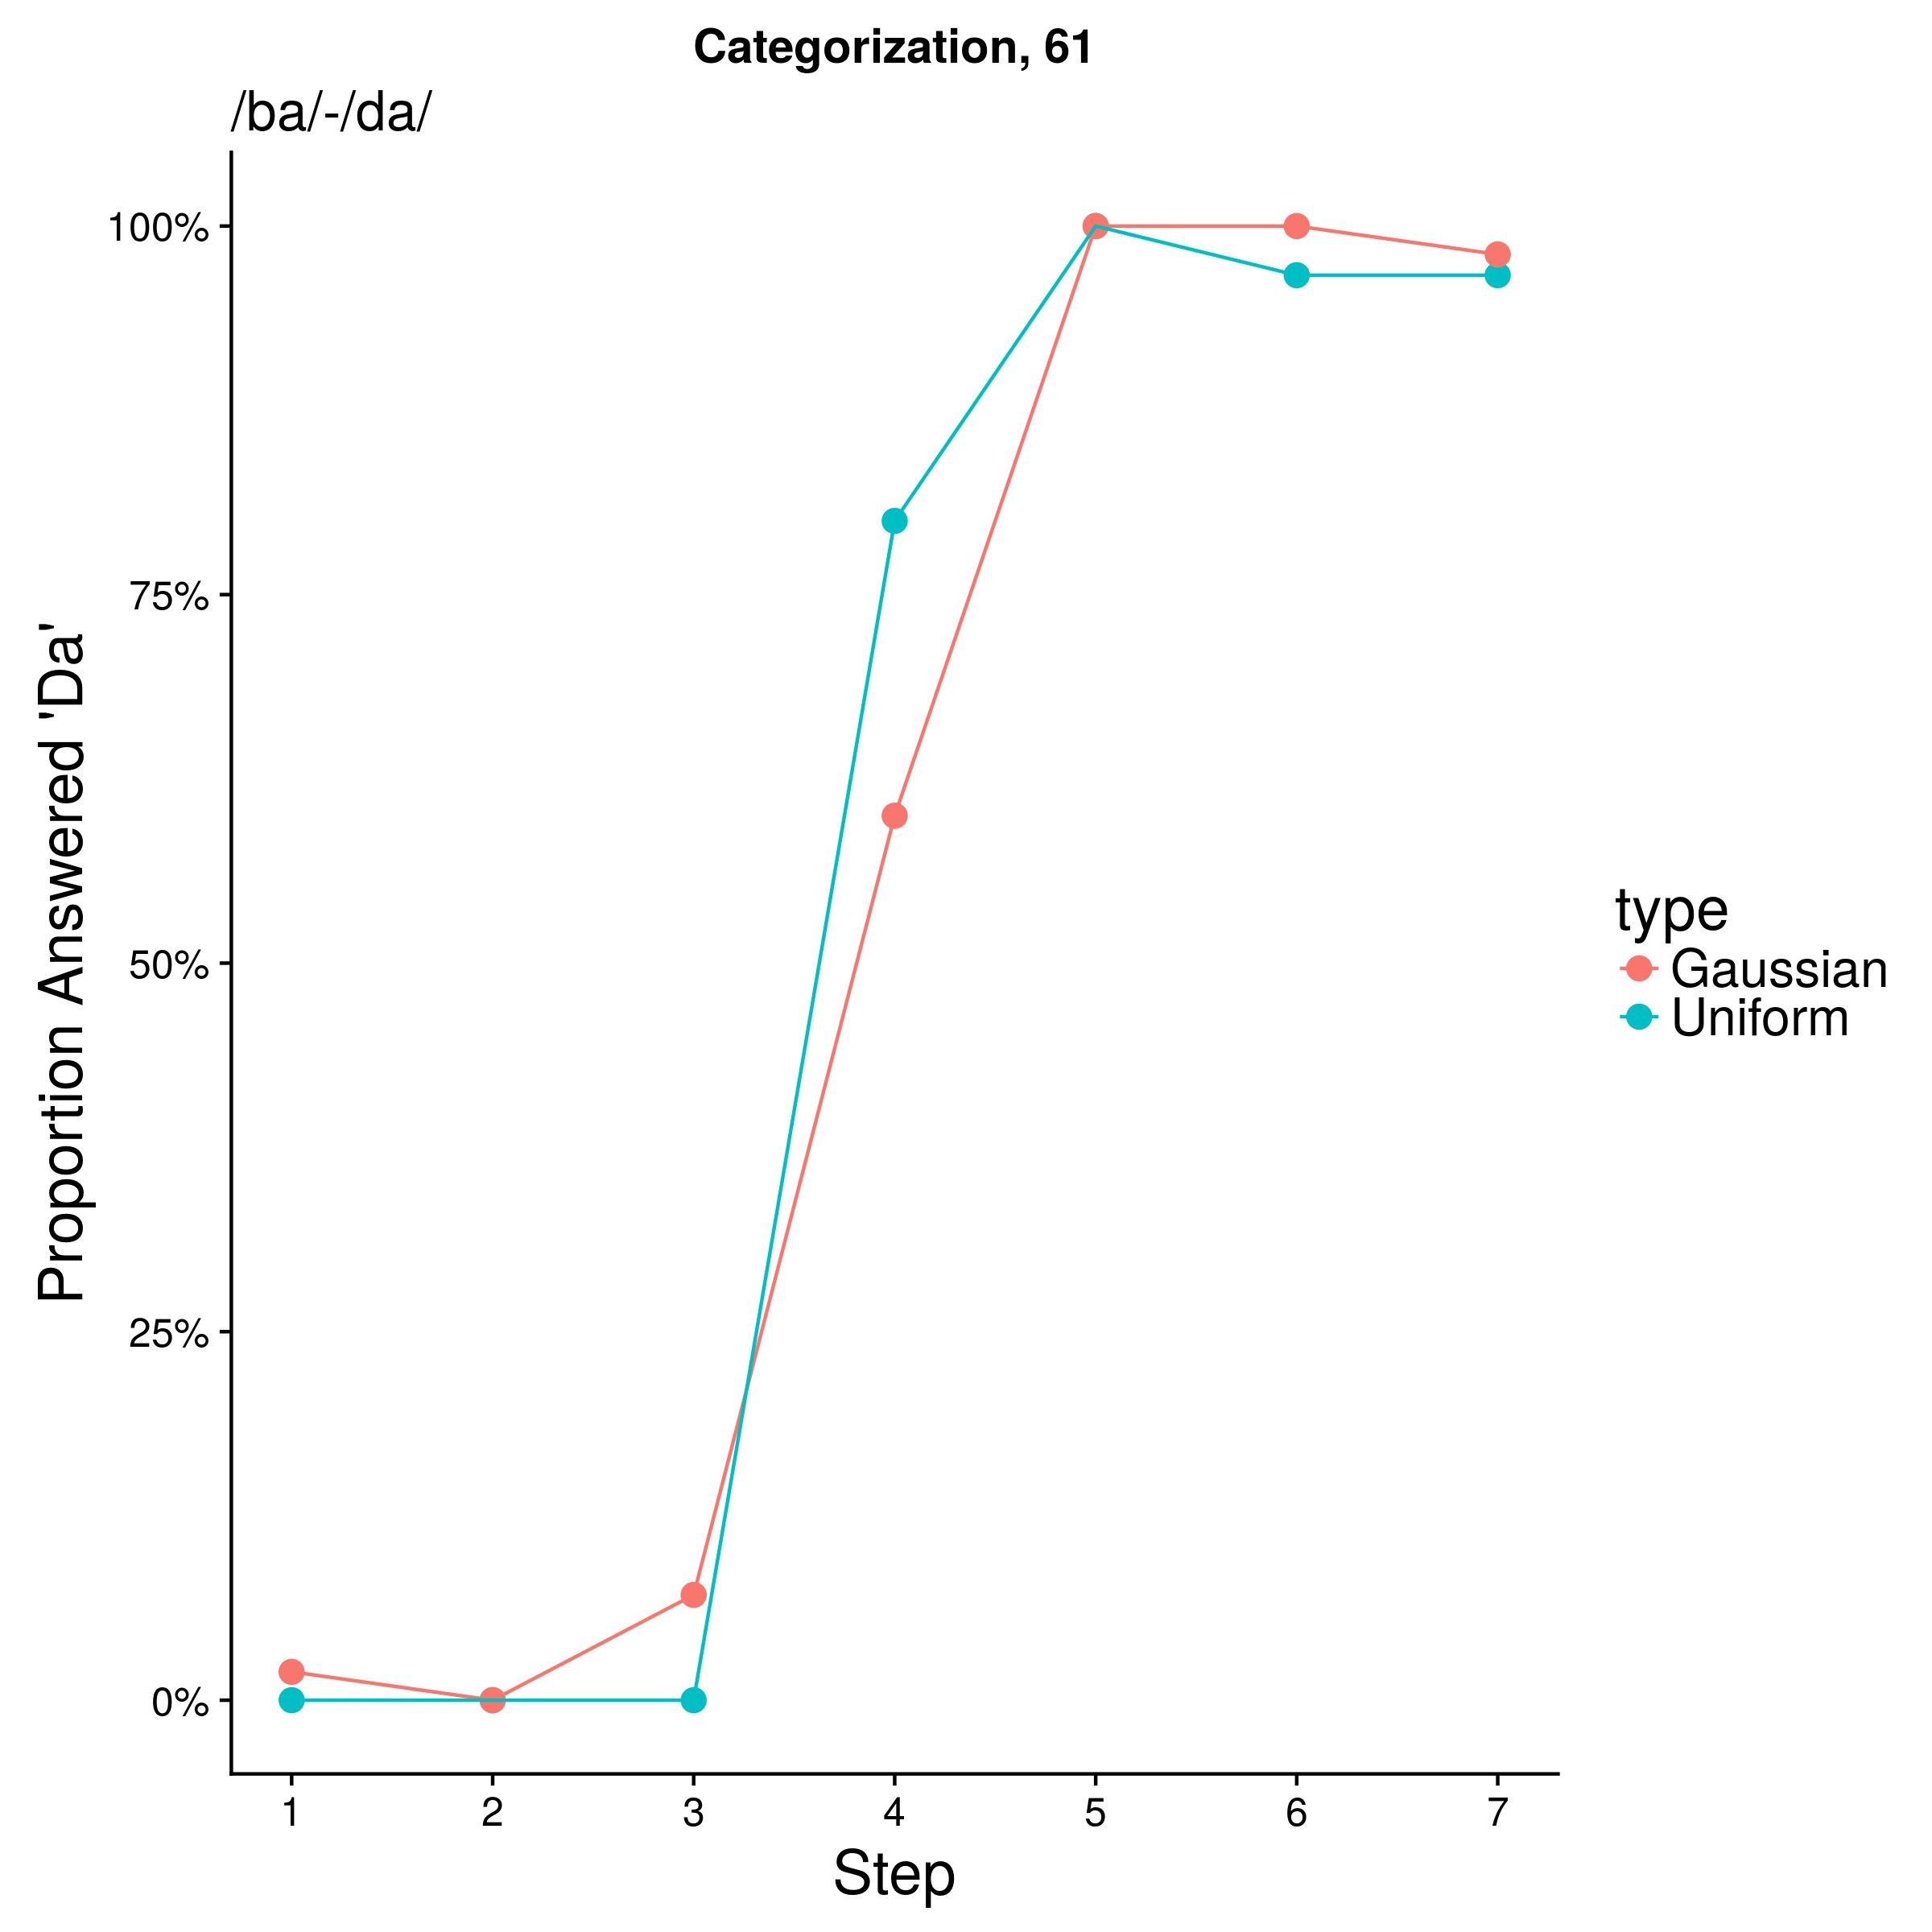 Categorization, 61
/ba/-/da/
Proportion Answered 'Da'
100%
75%
50%
25%
0%
1 2 3 4 5 6 7
Step
type
Gaussian
Uniform